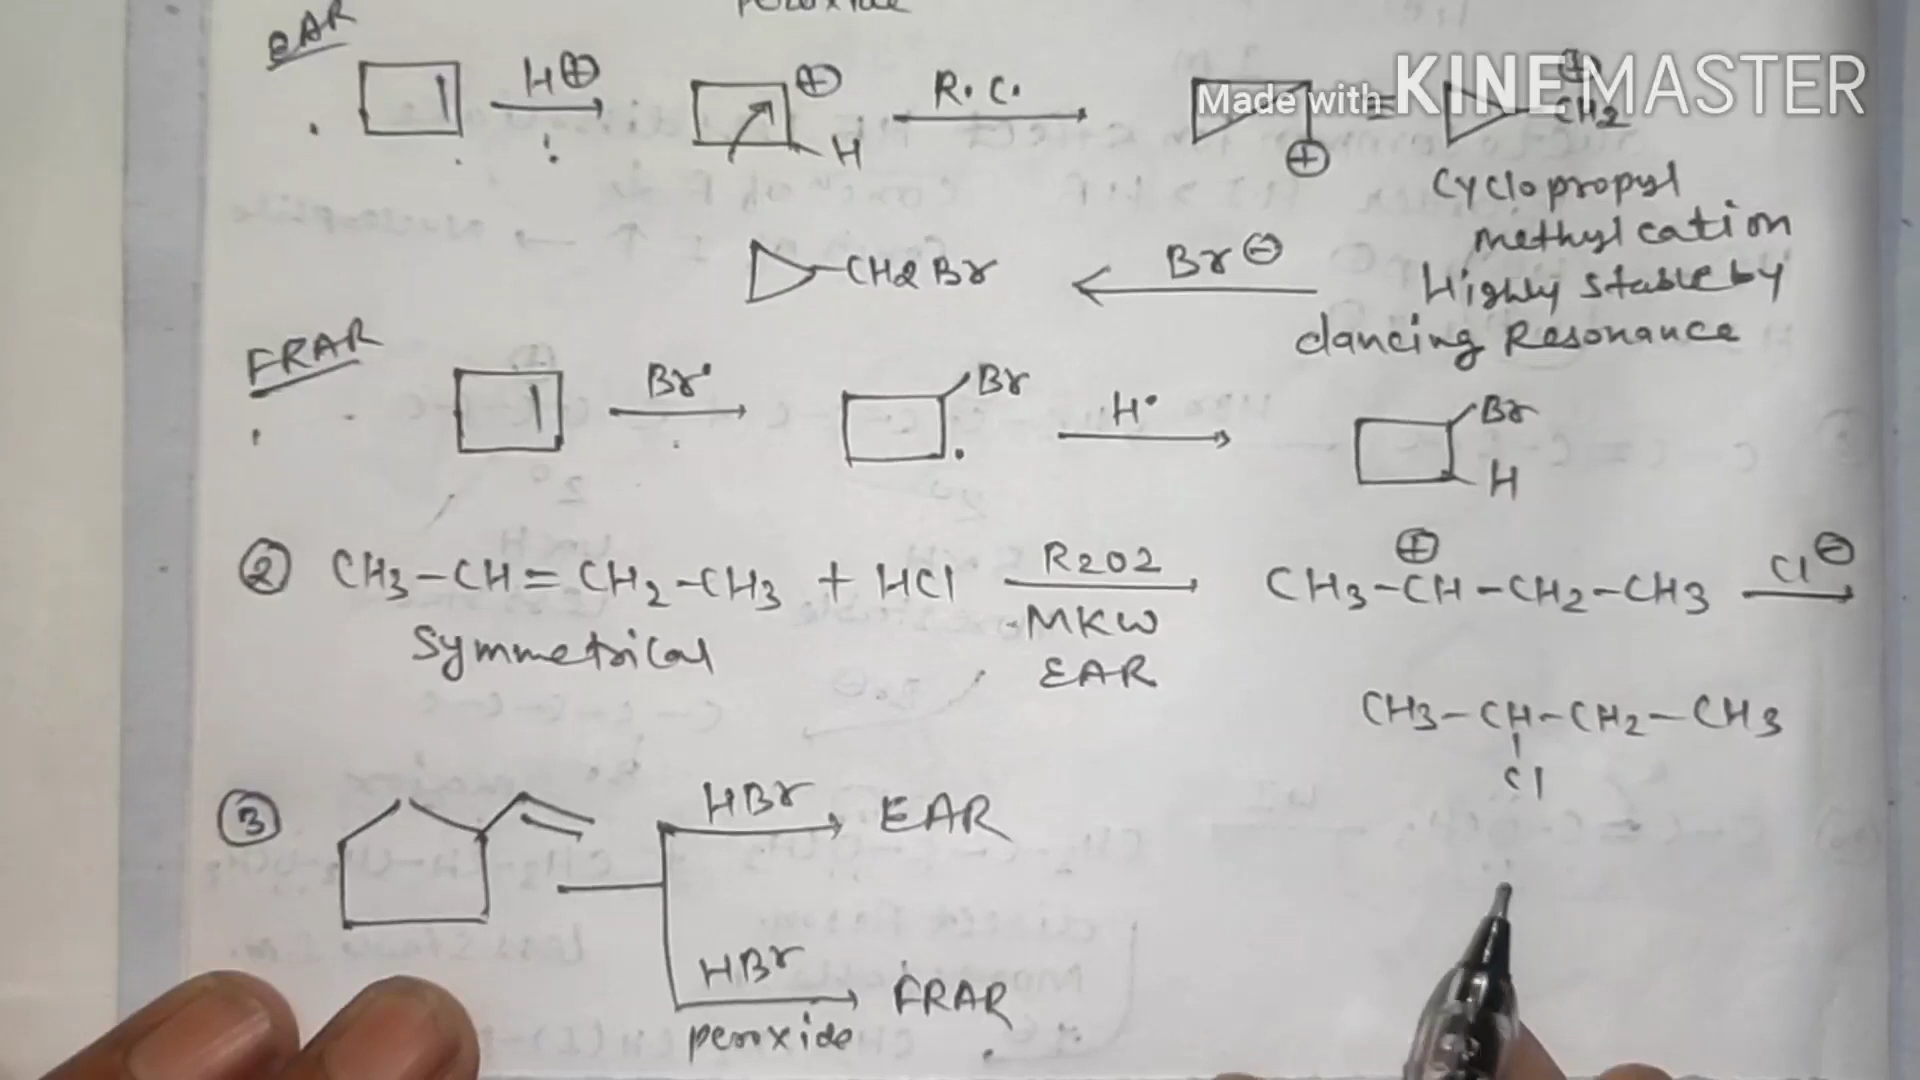 peroxide
EAR
H⊕ ⊕ H R.C. ⊕ = ⊕ CH2
Made with KINEMASTER
Cyclopropyl
methyl cation
Highly stable by
dancing Resonance
CH2Br Br⊖
FRAR
Br• Br • H• Br H
② CH3-CH=CH2-CH3 + HCl R2O2 CH3-CH-CH2-CH3 Cl⊖
⊕
MKW
EAR
Symmetrical
CH3-CH-CH2-CH3
Cl
③ HBr EAR
HBr FRAR
peroxide